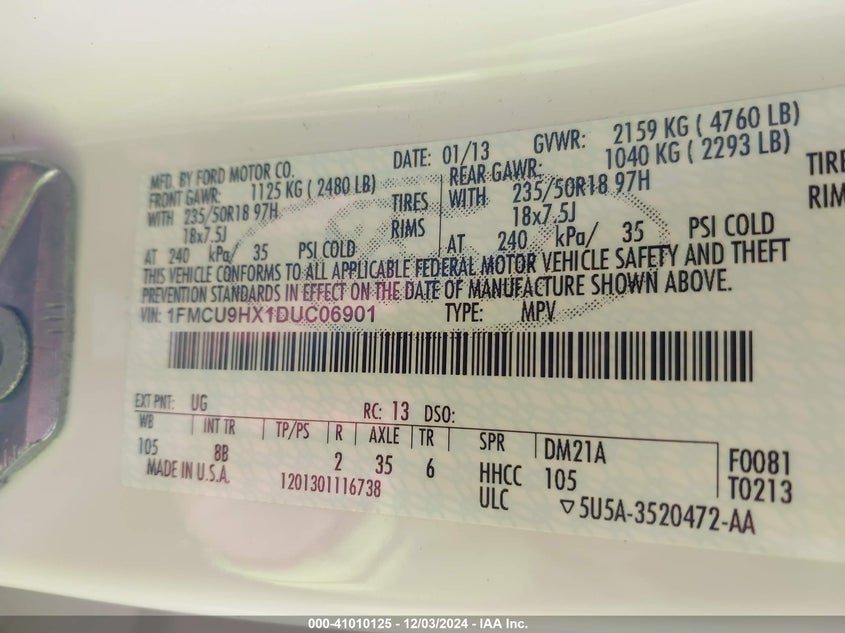 MFD. BY FORD MOTOR CO. DATE: 01/13 GVWR: 2159 KG ( 4760 LB)
FRONT GAWR: 1125 KG ( 2480 LB) REAR GAWR: 1040 KG ( 2293 LB)
WITH 235/50R18 97H TIRES WITH 235/50R18 97H TIRE
18x7.5J RIMS 18x7.5J RIM
AT 240 kPa/ 35 PSI COLD AT 240 kPa/ 35 PSI COLD
THIS VEHICLE CONFORMS TO ALL APPLICABLE FEDERAL MOTOR VEHICLE SAFETY AND THEFT
PREVENTION STANDARDS IN EFFECT ON THE DATE OF MANUFACTURE SHOWN ABOVE.
VIN: 1FMCU9HX1DUC06901 TYPE: MPV
EXT PNT: UG RC: 13 DSO:
WB INT TR TP/PS R AXLE TR SPR DM21A F0081
105 8B 2 35 6 HHCC 105 T0213
MADE IN U.S.A. 1201301116738 ULC ▽5U5A-3520472-AA
000-41010125 - 12/03/2024 - IAA Inc.